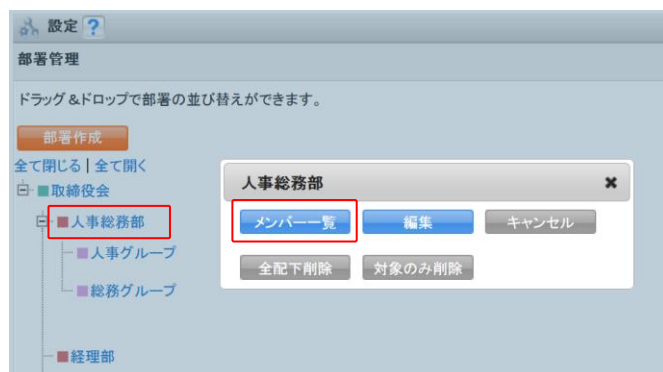 設定 ?
部署管理
ドラッグ&ドロップで部署の並び替えができます。
部署作成
全て閉じる | 全て開く
取締役会
人事総務部
人事グループ
総務グループ
経理部
人事総務部 ✖
メンバー一覧 編集 キャンセル
全配下削除 対象のみ削除